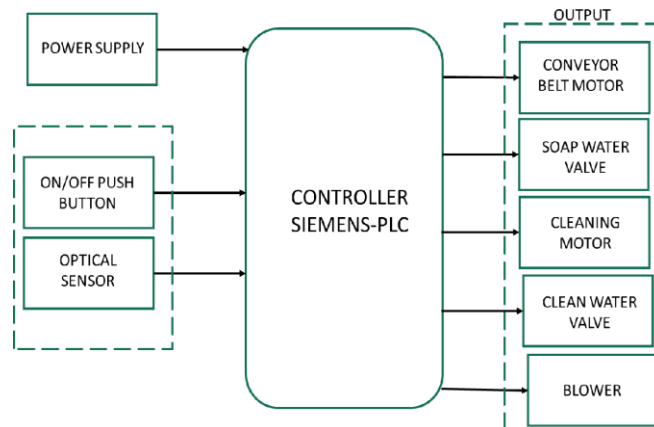 POWER SUPPLY
ON/OFF PUSH
BUTTON
OPTICAL
SENSOR
CONTROLLER
SIEMENS-PLC
OUTPUT
CONVEYOR
BELT MOTOR
SOAP WATER
VALVE
CLEANING
MOTOR
CLEAN WATER
VALVE
BLOWER